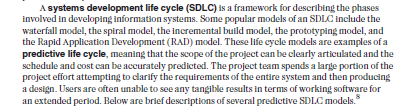 A systems development life cycle (SDLC) is a framework for describing the phases
involved in developing information systems. Some popular models of an SDLC include the
waterfall model, the spiral model, the incremental build model, the prototyping model, and
the Rapid Application Development (RAD) model. These life cycle models are examples of a
predictive life cycle, meaning that the scope of the project can be clearly articulated and the
schedule and cost can be accurately predicted. The project team spends a large portion of the
project effort attempting to clarify the requirements of the entire system and then producing
a design. Users are often unable to see any tangible results in terms of working software for
an extended period. Below are brief descriptions of several predictive SDLC models.8